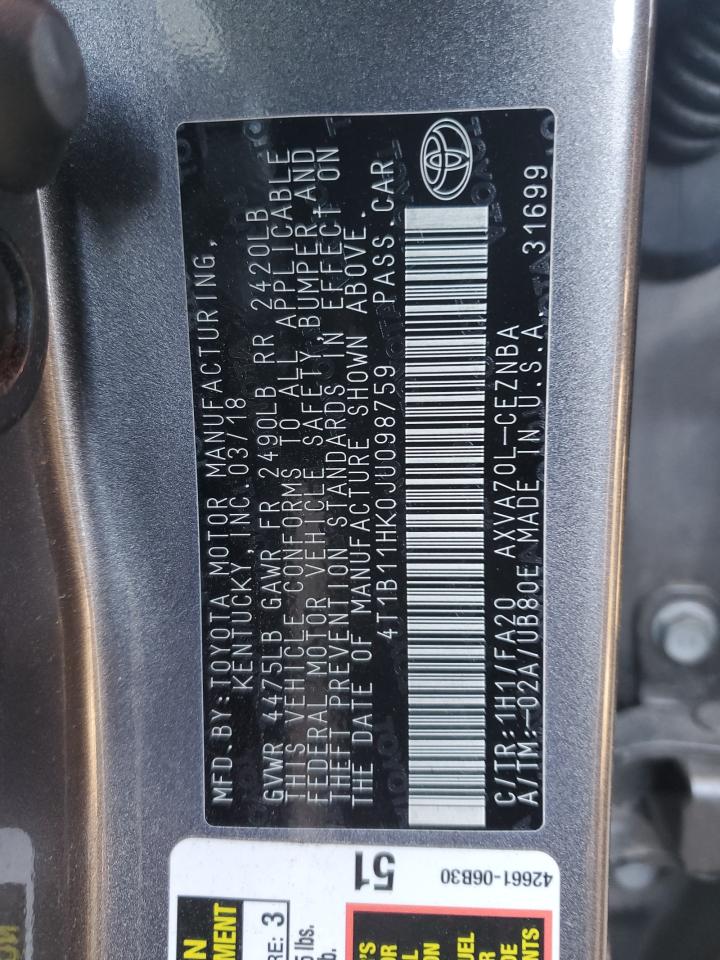 MFD.BY:TOYOTA MOTOR MANUFACTURING,
KENTUCKY, INC.03/18
GVWR 4475LB GAWR FR 2490LB RR 2420LB
THIS VEHICLE CONFORMS TO ALL APPLICABLE
FEDERAL MOTOR VEHICLE SAFETY,BUMPER,AND
THEFT PREVENTION STANDARDS IN EFFECT ON
THE DATE OF MANUFACTURE SHOWN ABOVE.
4T1B11HK0JU098759 PASS.CAR
C/TR:1H1/FA20 AXVA70L-CEZNBA
A/TM:-02A/UB80E MADE IN U.S.A. 31699
51
42661-06B30
3
lbs.